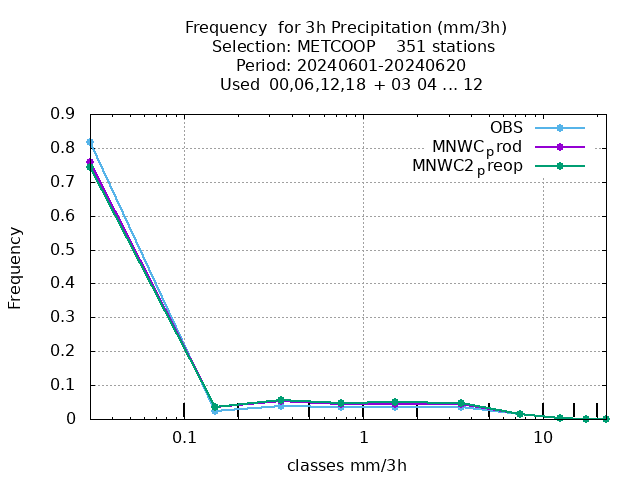 Frequency  for 3h Precipitation (mm/3h)
Selection: METCOOP    351 stations
Period: 20240601-20240620
Used 00,06,12,18 + 03 04 ... 12
0.9
0.8
0.7
0.6
0.5
0.4
0.3
0.2
0.1
0
Frequency
OBS
MNWCprod
MNWC2preop
0.1
1
10
classes mm/3h